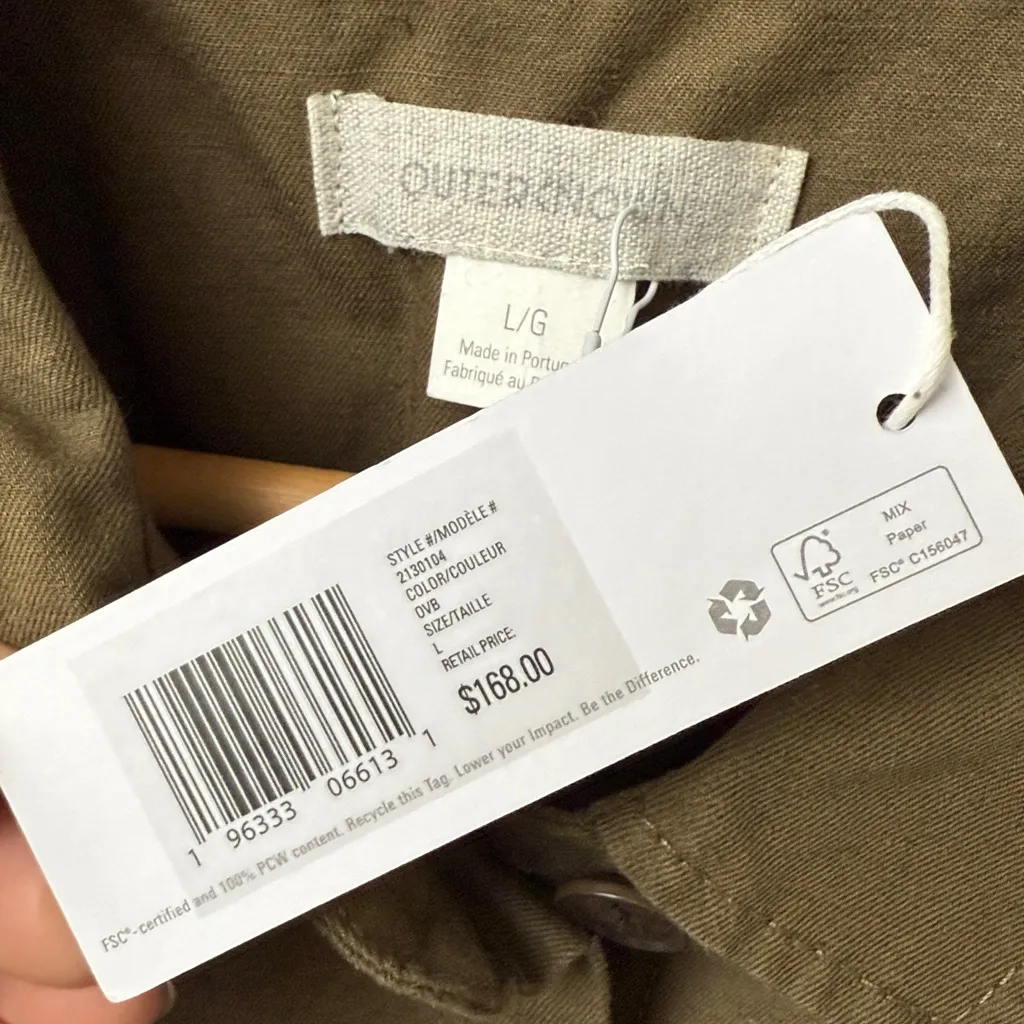 OUTERKNOWN
L/G
Made in
Fabriqué au
STYLE #/MODÈLE #
2130104
COLOR/COULEUR
OVB
SIZE/TAILLE
L
RETAIL PRICE:
$168.00
1 96333 06613 1
FSC®-certified and 100% PCW content. Recycle this Tag. Lower your Impact. Be the Difference.
FSC
www.fsc.org
MIX
Paper
FSC® C156047